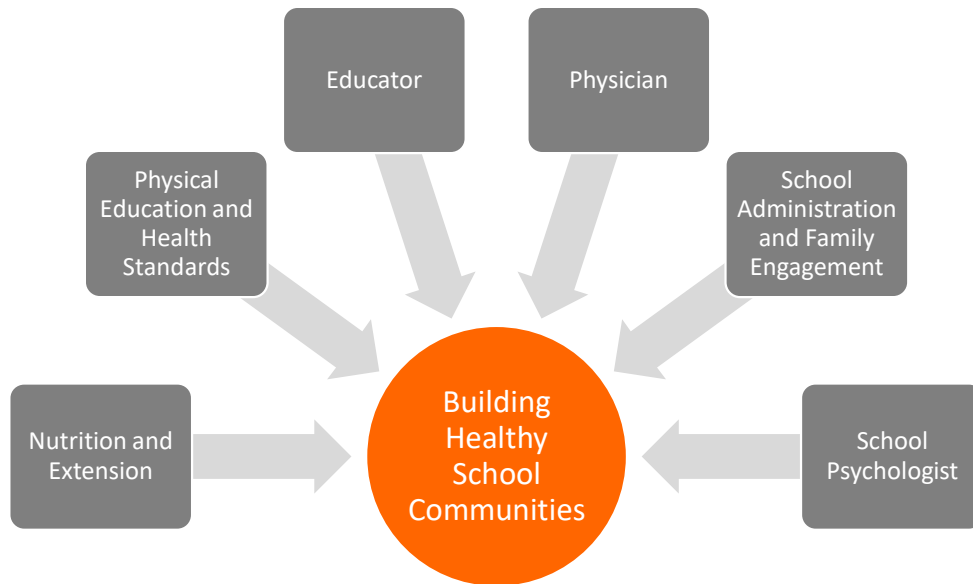 Educator
Physician
Physical
Education and
Health
Standards
School
Administration
and Family
Engagement
Nutrition and
Extension
Building
Healthy
School
Communities
School
Psychologist